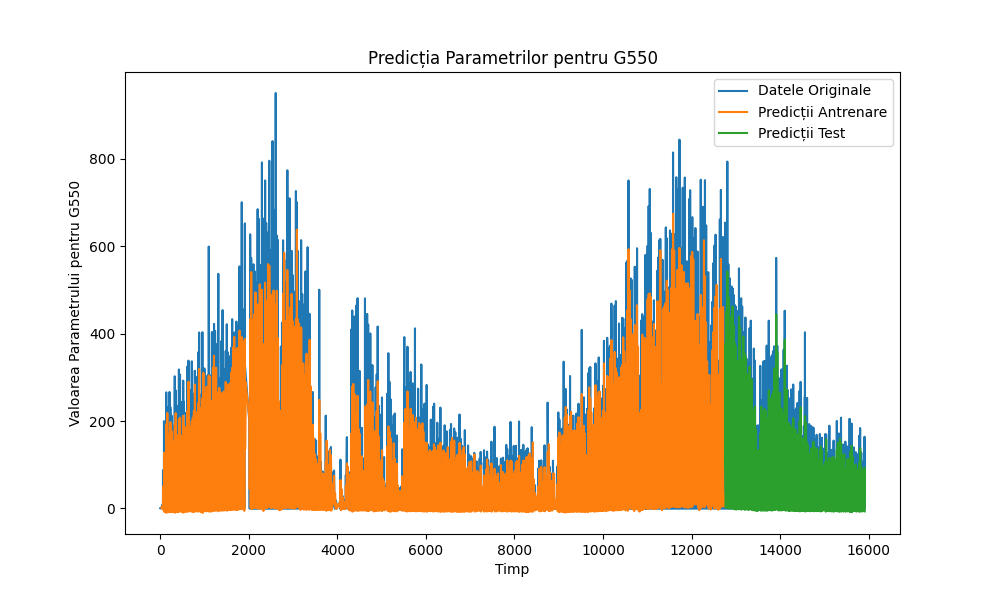 Predicția Parametrilor pentru G550
Datele Originale
Predicții Antrenare
Predicții Test
Valoarea Parametrului pentru G550
800
600
400
200
0
0 2000 4000 6000 8000 10000 12000 14000 16000
Timp